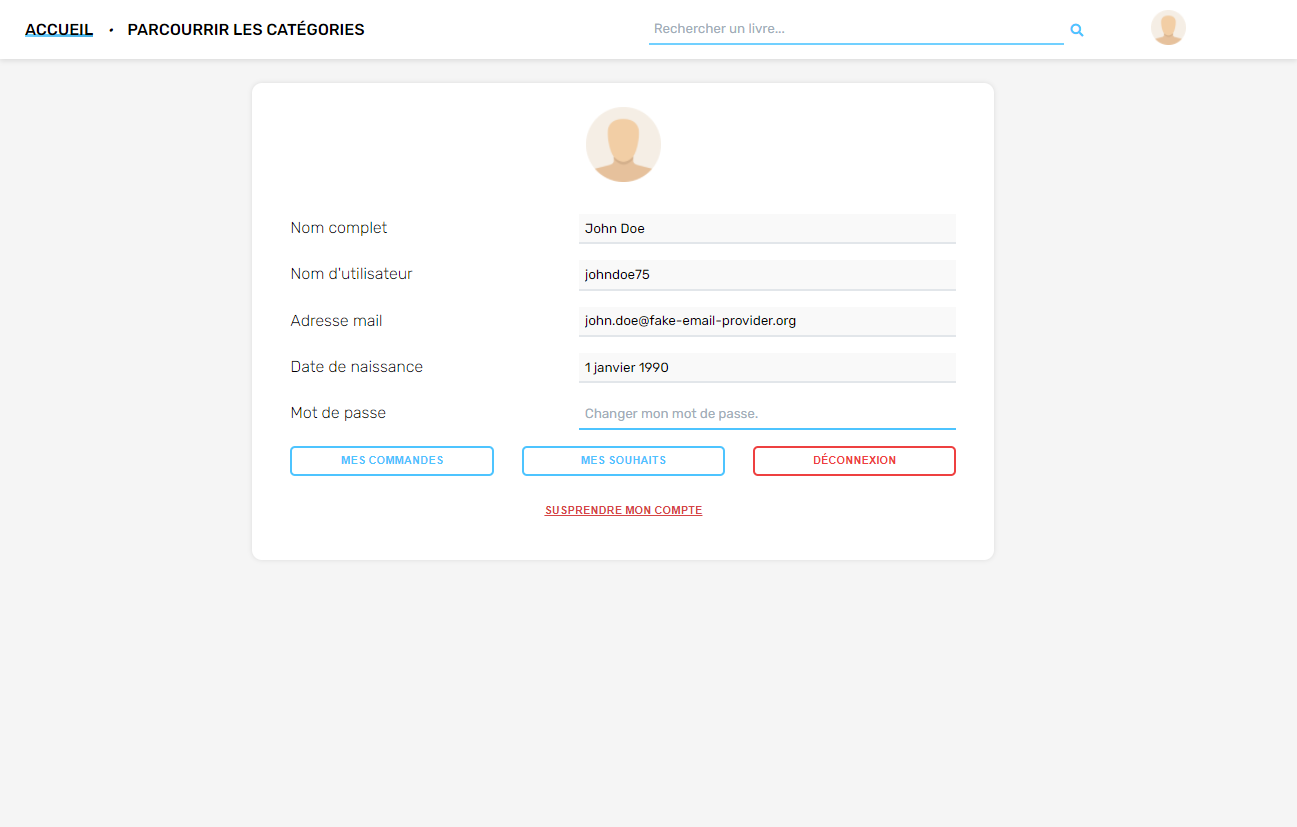 ACCUEIL • PARCOURRIR LES CATÉGORIES Rechercher un livre...
Nom complet John Doe
Nom d'utilisateur johndoe75
Adresse mail john.doe@fake-email-provider.org
Date de naissance 1 janvier 1990
Mot de passe Changer mon mot de passe.
MES COMMANDES MES SOUHAITS DÉCONNEXION
SUSPRENDRE MON COMPTE